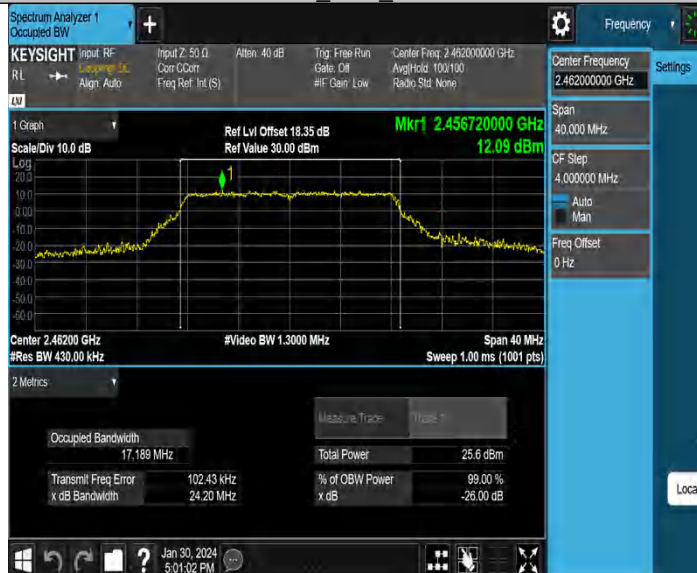 Spectrum Analyzer 1
Occupied BW
Frequency
KEYSIGHT Input: RF
Coupling: DC
Align: Auto
RL
Input Z: 50 Ω
Corr CCorr
Freq Ref: Int (S)
Atten: 40 dB
Trig: Free Run
Gate: Off
#IF Gain: Low
Center Freq: 2.462000000 GHz
Avg|Hold: 100/100
Radio Std: None
Center Frequency
2.462000000 GHz
Settings
Span
40.000 MHz
CF Step
4.000000 MHz
Auto
Man
Freq Offset
0 Hz
1 Graph
Scale/Div 10.0 dB
Ref Lvl Offset 18.35 dB
Ref Value 30.00 dBm
Mkr1 2.456720000 GHz
12.09 dBm
Log
20.0
10.0
0.00
-10.0
-20.0
-30.0
-40.0
-50.0
-60.0
1
Center 2.46200 GHz
#Res BW 430.00 kHz
#Video BW 1.3000 MHz
Span 40 MHz
Sweep 1.00 ms (1001 pts)
2 Metrics
Measure Trace
Trace 1
Occupied Bandwidth
17.189 MHz
Total Power
25.6 dBm
Transmit Freq Error
102.43 kHz
% of OBW Power
99.00 %
x dB Bandwidth
24.20 MHz
x dB
-26.00 dB
Loca
?
Jan 30, 2024
5:01:02 PM